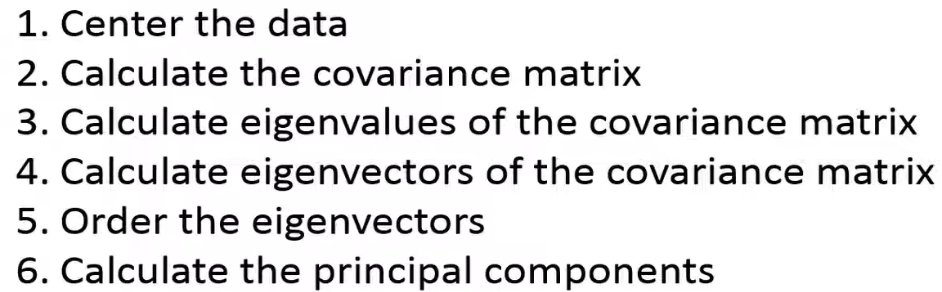 1. Center the data
2. Calculate the covariance matrix
3. Calculate eigenvalues of the covariance matrix
4. Calculate eigenvectors of the covariance matrix
5. Order the eigenvectors
6. Calculate the principal components